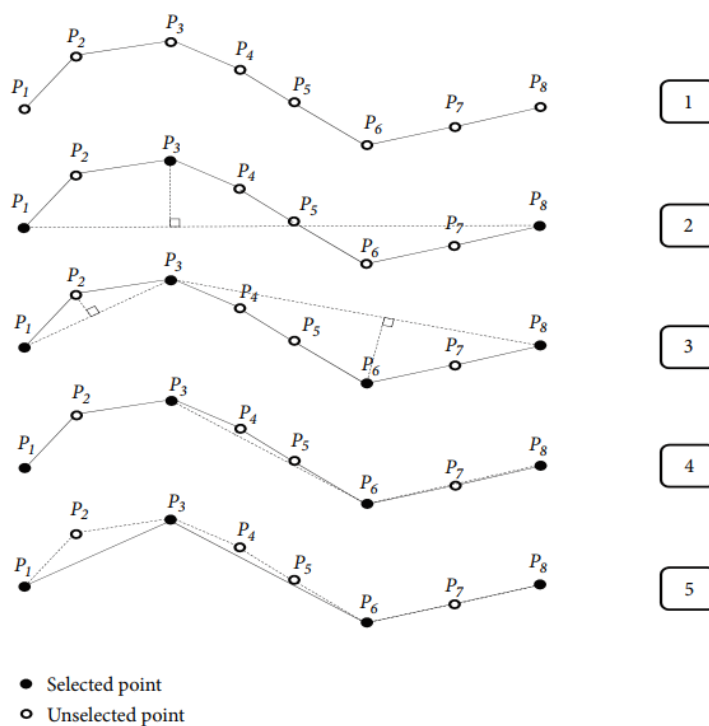 P1 P2 P3 P4 P5 P6 P7 P8 1
P1 P2 P3 P4 P5 P6 P7 P8 2
P1 P2 P3 P4 P5 P6 P7 P8 3
P1 P2 P3 P4 P5 P6 P7 P8 4
P1 P2 P3 P4 P5 P6 P7 P8 5
Selected point
Unselected point